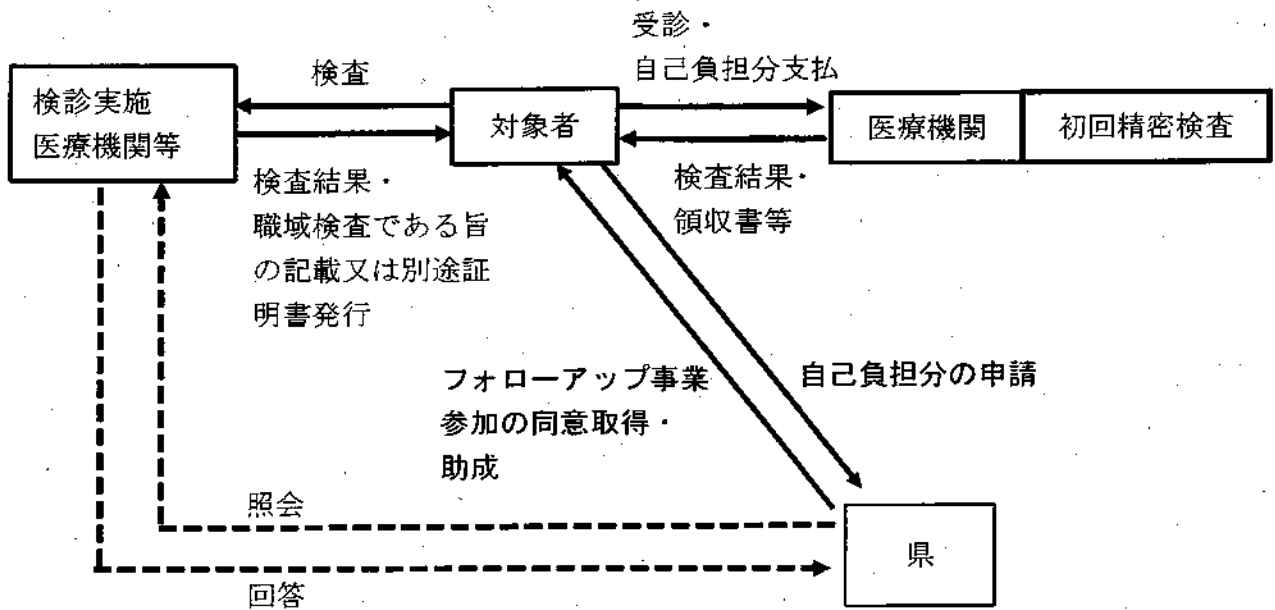 受診・
自己負担分支払
検査
検診実施
医療機関等
対象者
医療機関
初回精密検査
検査結果・
職域検査である旨
の記載又は別途証
明書発行
検査結果・
領収書等
フォローアップ事業
参加の同意取得・
助成
自己負担分の申請
照会
県
回答